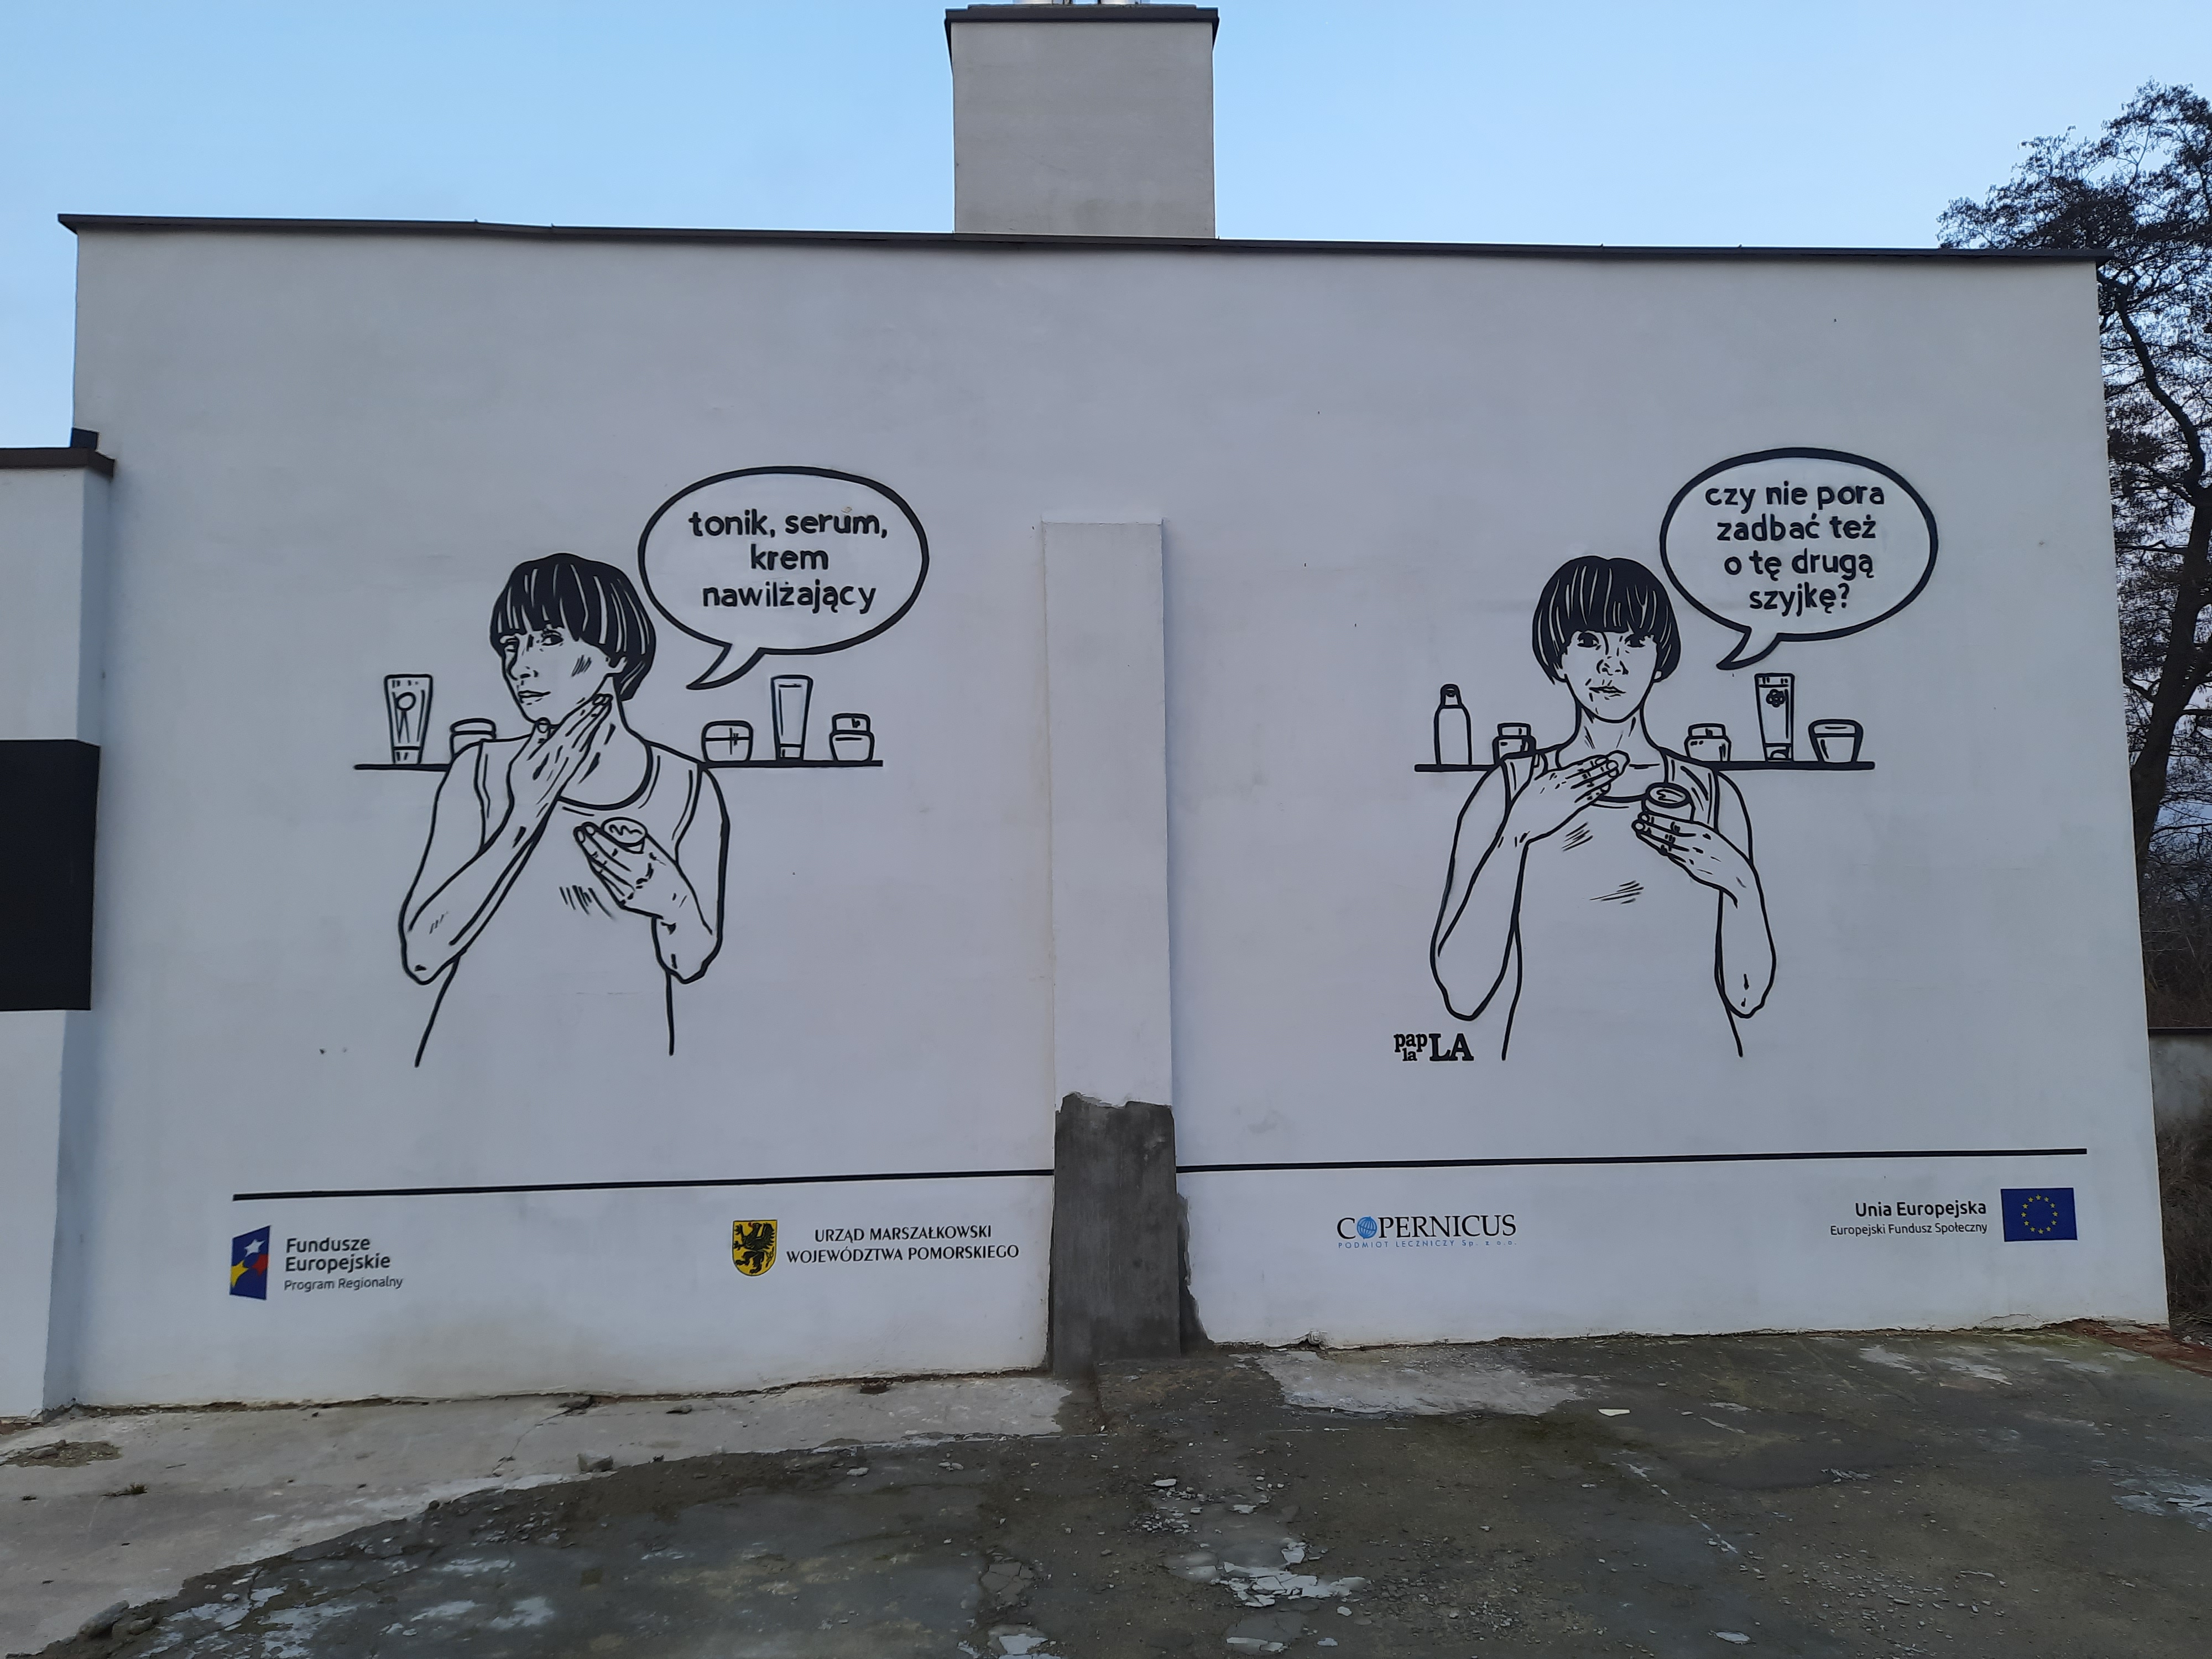 tonik, serum,
krem
nawilżający
czy nie pora
zadbać też
o tę drugą
szyjkę?
pap
la LA
Fundusze
Europejskie
Program Regionalny
URZĄD MARSZAŁKOWSKI
WOJEWÓDZTWA POMORSKIEGO
COPERNICUS
PODMIOT LECZNICZY Sp. z o.o.
Unia Europejska
Europejski Fundusz Społeczny